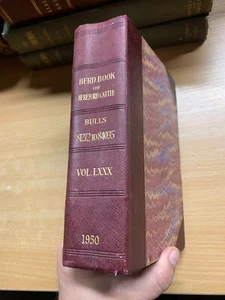 HERD BOOK
OF
HEREFORD CATTLE
BULLS
VOL. LXXX
1950